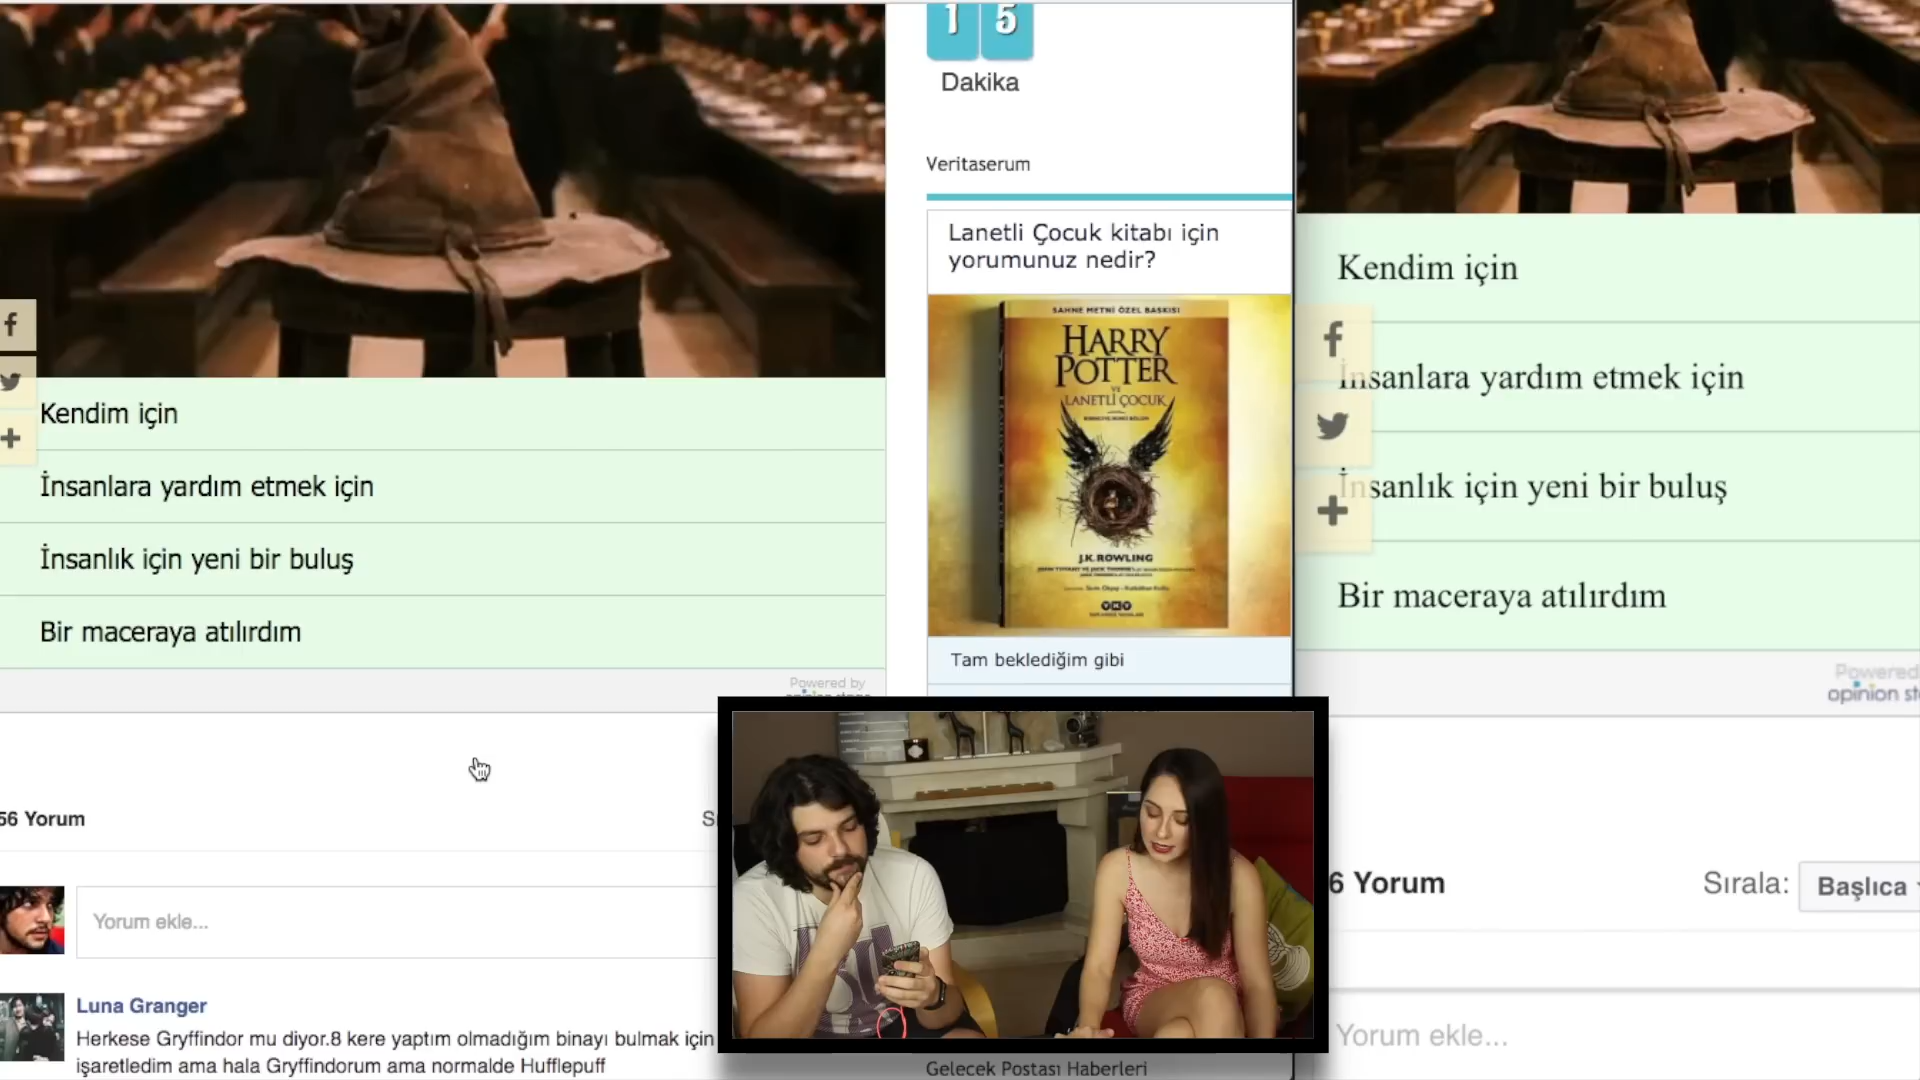 Kendim için
İnsanlara yardım etmek için
İnsanlık için yeni bir buluş
Bir maceraya atılırdım
Powered by
56 Yorum
Yorum ekle...
Luna Granger
Herkese Gryffindor mu diyor.8 kere yaptım olmadığım binayı bulmak için
işaretledim ama hala Gryffindorum ama normalde Hufflepuff
15
Dakika
Veritaserum
Lanetli Çocuk kitabı için
yorumunuz nedir?
SAHNE METNİ ÖZEL BASKISI
HARRY
POTTER
VE
LANETLİ ÇOCUK
J.K. ROWLING
YKY
Tam beklediğim gibi
Gelecek Postası Haberleri
Kendim için
İnsanlara yardım etmek için
İnsanlık için yeni bir buluş
Bir maceraya atılırdım
Powered
opinion st
6 Yorum
Sırala: Başlıca
Yorum ekle...